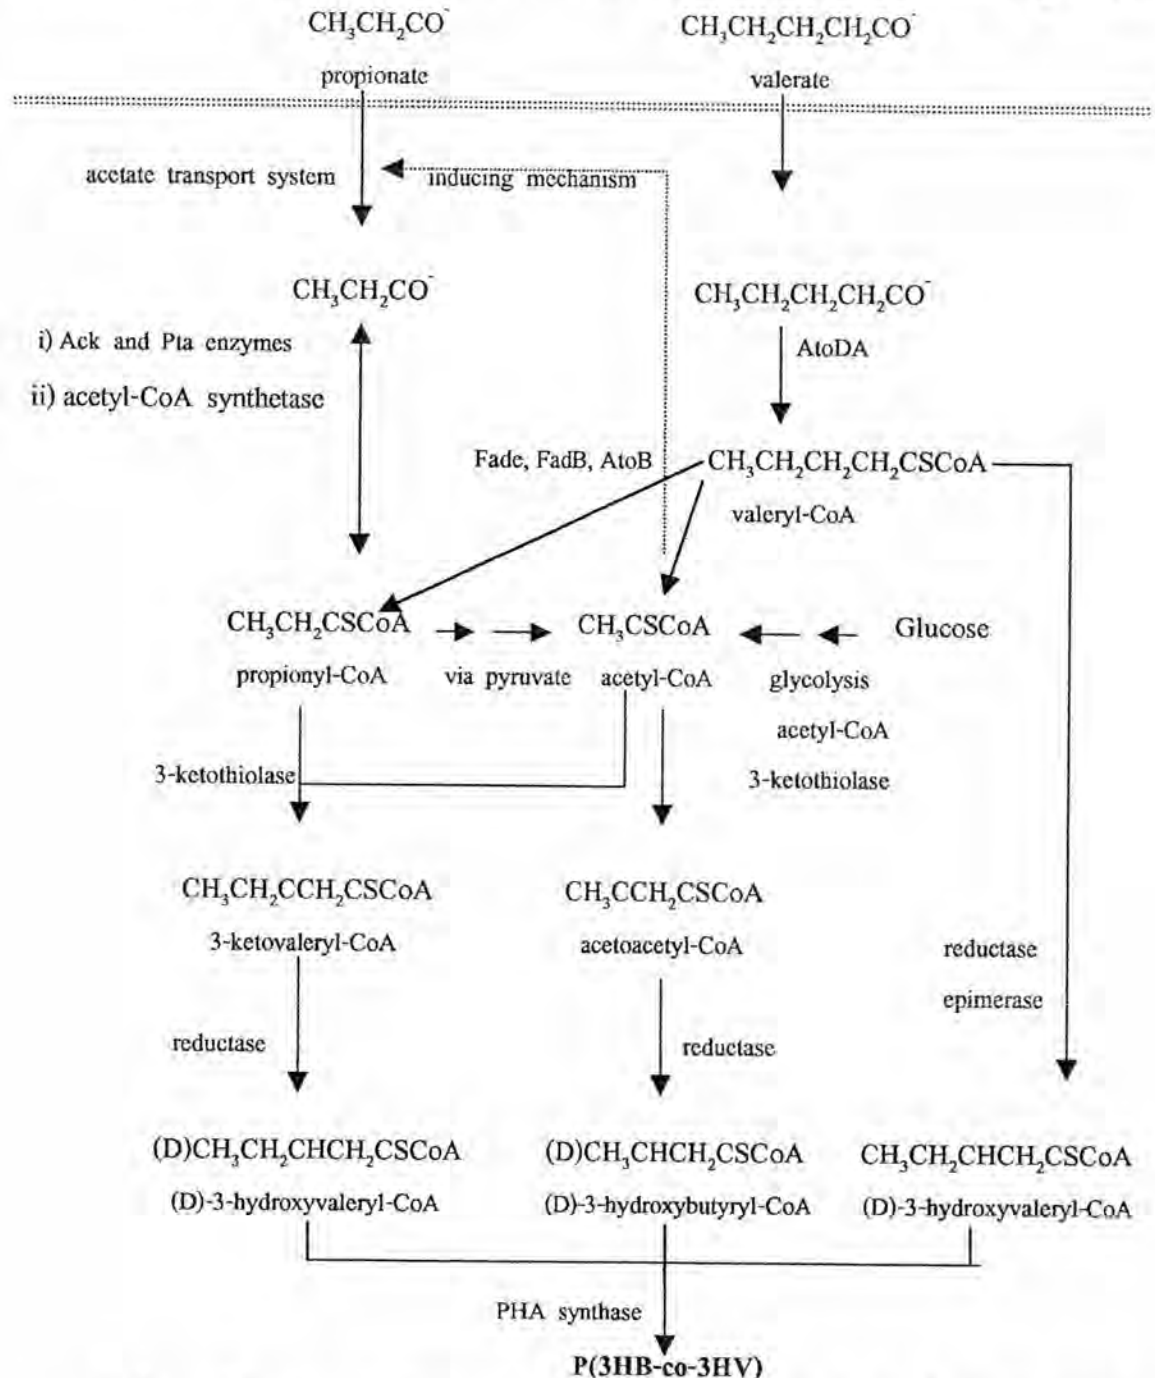 CH₃CH₂CO⁻ CH₃CH₂CH₂CH₂CO⁻
propionate valerate
acetate transport system inducing mechanism
CH₃CH₂CO⁻ CH₃CH₂CH₂CH₂CO⁻
i) Ack and Pta enzymes AtoDA
ii) acetyl-CoA synthetase
Fade, FadB, AtoB CH₃CH₂CH₂CH₂CSCoA
valeryl-CoA
CH₃CH₂CSCoA CH₃CSCoA Glucose
propionyl-CoA via pyruvate acetyl-CoA glycolysis
acetyl-CoA
3-ketothiolase 3-ketothiolase
CH₃CH₂CCH₂CSCoA CH₃CCH₂CSCoA
3-ketovaleryl-CoA acetoacetyl-CoA reductase
epimerase
reductase reductase
(D)CH₃CH₂CHCH₂CSCoA (D)CH₃CHCH₂CSCoA CH₃CH₂CHCH₂CSCoA
(D)-3-hydroxyvaleryl-CoA (D)-3-hydroxybutyryl-CoA (D)-3-hydroxyvaleryl-CoA
PHA synthase
P(3HB-co-3HV)